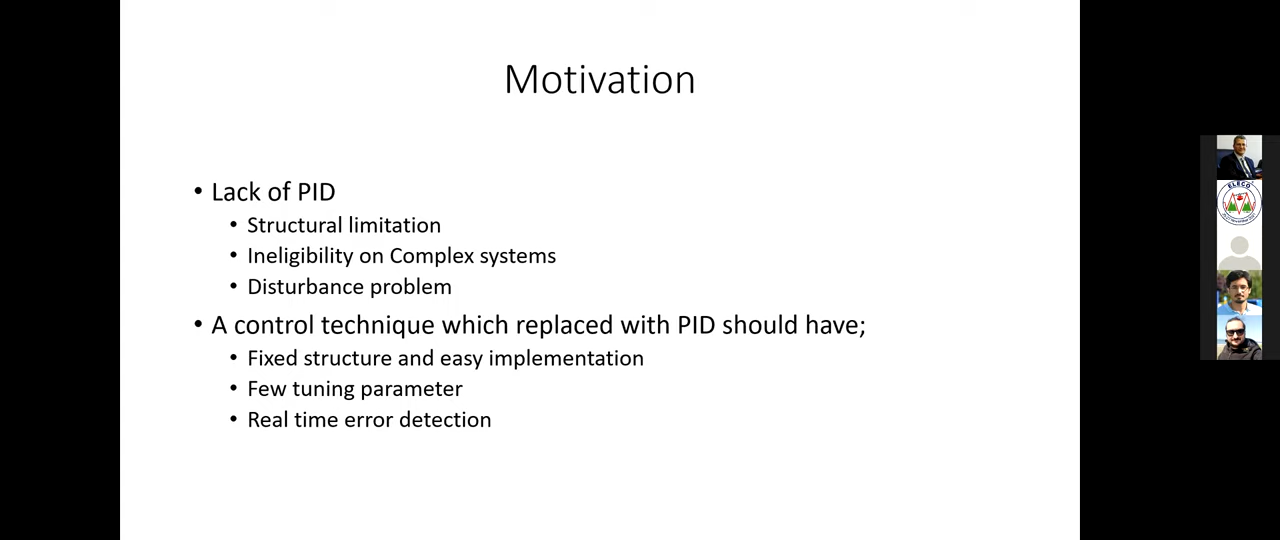 Motivation
• Lack of PID
• Structural limitation
• Ineligibility on Complex systems
• Disturbance problem
• A control technique which replaced with PID should have;
• Fixed structure and easy implementation
• Few tuning parameter
• Real time error detection
ELECO